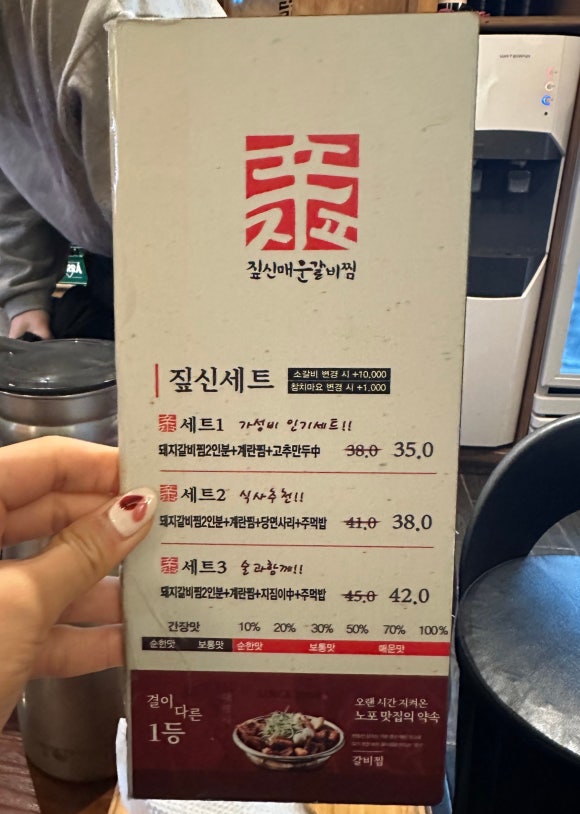 짚신매운갈비찜
짚신세트
소갈비 변경 시 +10,000
참치마요 변경 시 +1,000
세트1 가성비 인기세트!!
돼지갈비찜2인분+계란찜+고추만두中 38.0 35.0
세트2 식사추천!!
돼지갈비찜2인분+계란찜+당면사리+주먹밥 41.0 38.0
세트3 술과함께!!
돼지갈비찜2인분+계란찜+지짐이中+주먹밥 45.0 42.0
간장맛 10% 20% 30% 50% 70% 100%
순한맛 보통맛 순한맛 보통맛 매운맛
결이
다른
1등
오랜 시간 지켜온
노포 맛집의 약속
갈비찜